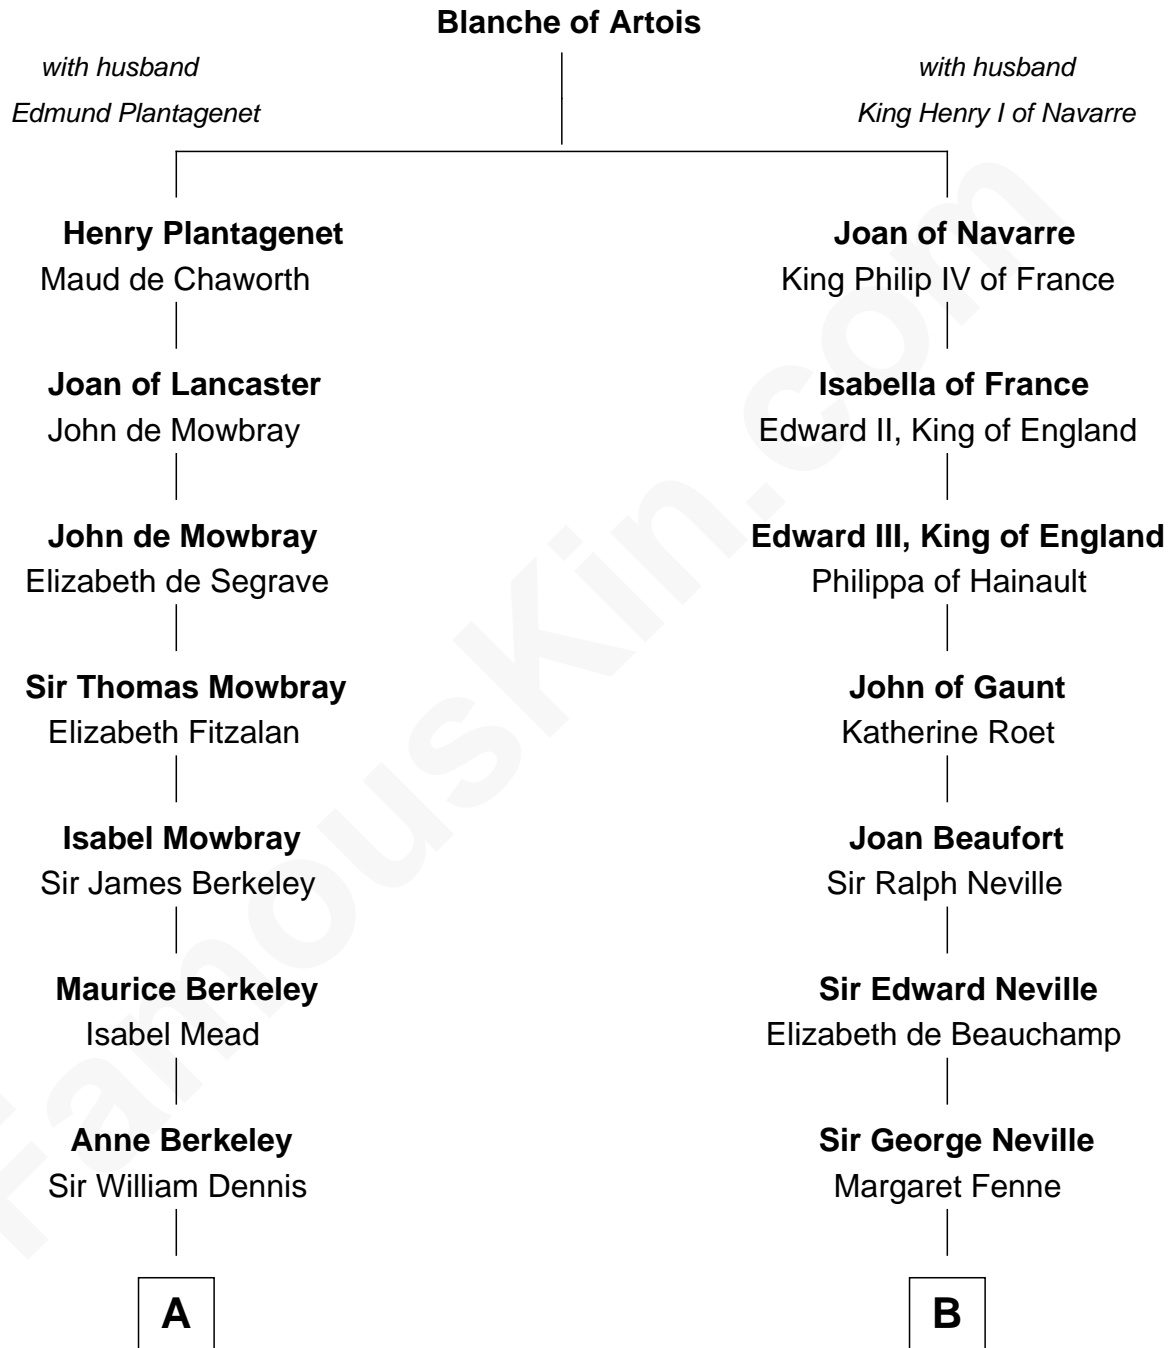 Blanche of Artois
with husband
Edmund Plantagenet
with husband
King Henry I of Navarre
Henry Plantagenet
Maud de Chaworth
Joan of Lancaster
John de Mowbray
John de Mowbray
Elizabeth de Segrave
Sir Thomas Mowbray
Elizabeth Fitzalan
Isabel Mowbray
Sir James Berkeley
Maurice Berkeley
Isabel Mead
Anne Berkeley
Sir William Dennis
A
Joan of Navarre
King Philip IV of France
Isabella of France
Edward II, King of England
Edward III, King of England
Philippa of Hainault
John of Gaunt
Katherine Roet
Joan Beaufort
Sir Ralph Neville
Sir Edward Neville
Elizabeth de Beauchamp
Sir George Neville
Margaret Fenne
B
FamousKin.com